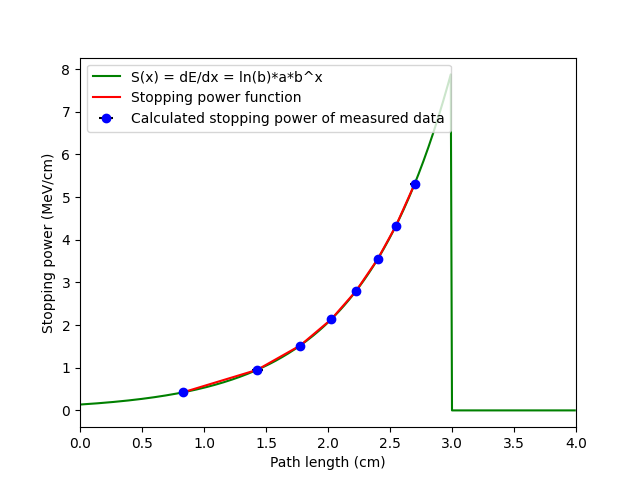 S(x) = dE/dx = ln(b)*a*b^x
Stopping power function
Calculated stopping power of measured data
Stopping power (MeV/cm)
8
7
6
5
4
3
2
1
0
0.0 0.5 1.0 1.5 2.0 2.5 3.0 3.5 4.0
Path length (cm)